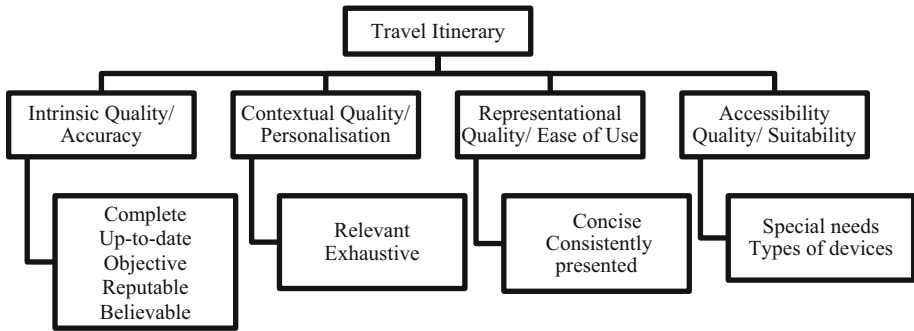 Travel Itinerary
Intrinsic Quality/
Accuracy
Contextual Quality/
Personalisation
Representational
Quality/ Ease of Use
Accessibility
Quality/ Suitability
Complete
Up-to-date
Objective
Reputable
Believable
Relevant
Exhaustive
Concise
Consistently
presented
Special needs
Types of devices